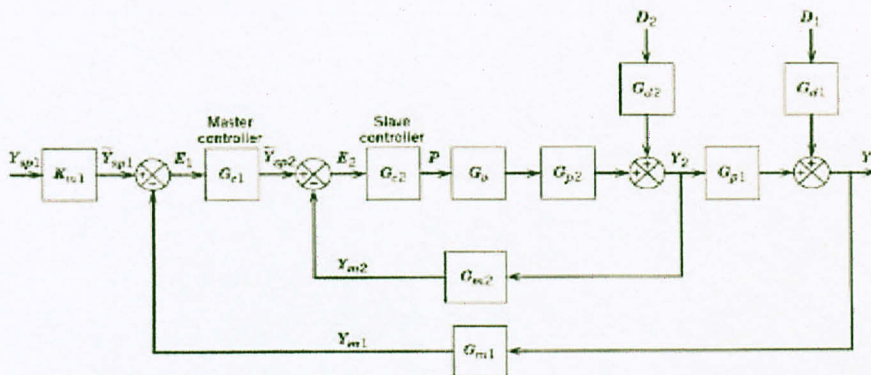 D2 D1
Gd2 Gd1
Master controller
Slave controller
Ysp1 Km1 Ỹsp1 E1 Gc1 Ỹsp2 E2 Gc2 P Gv Gp2 Y2 Gp1 Y
+ − + − + + + +
Ym2 Gm2
Ym1 Gm1